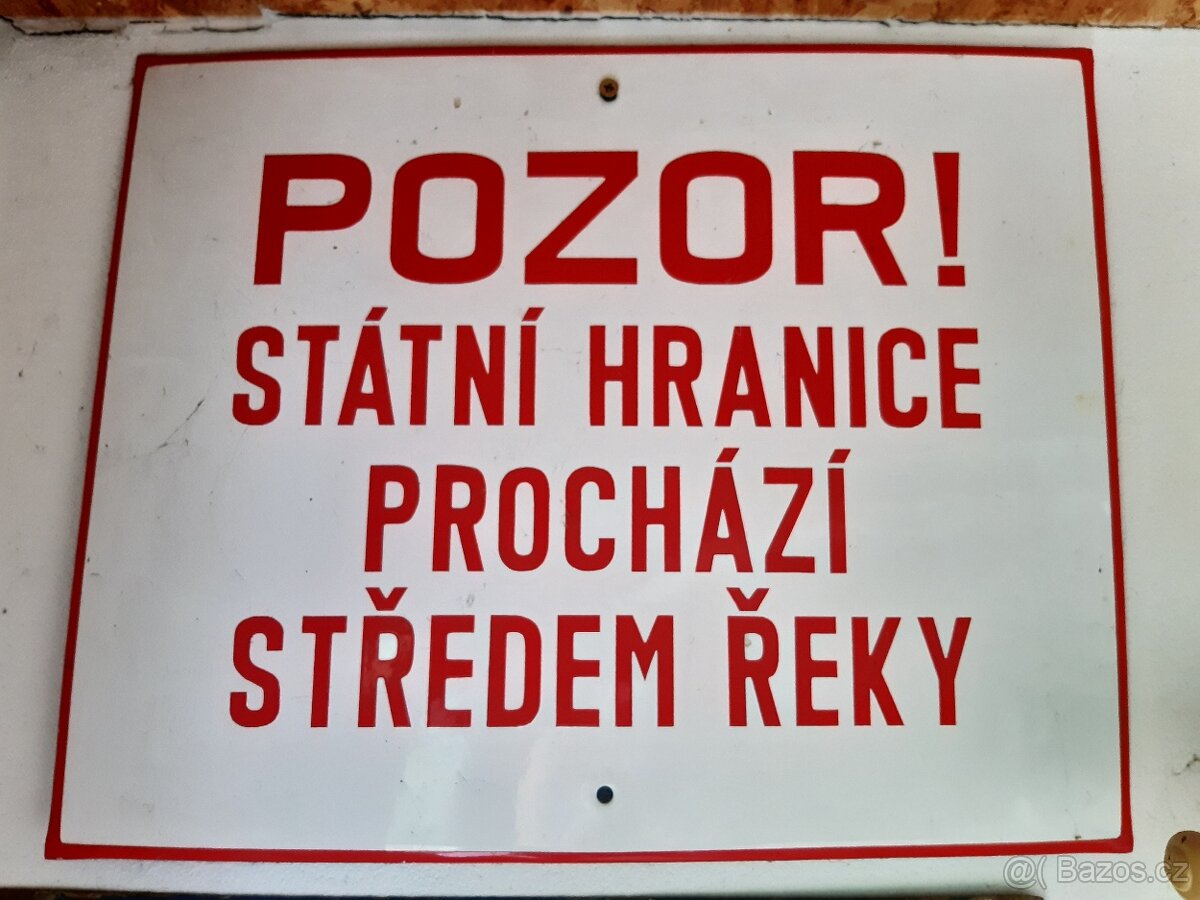 POZOR!
STÁTNÍ HRANICE
PROCHÁZÍ
STŘEDEM ŘEKY
@( Bazos.cz